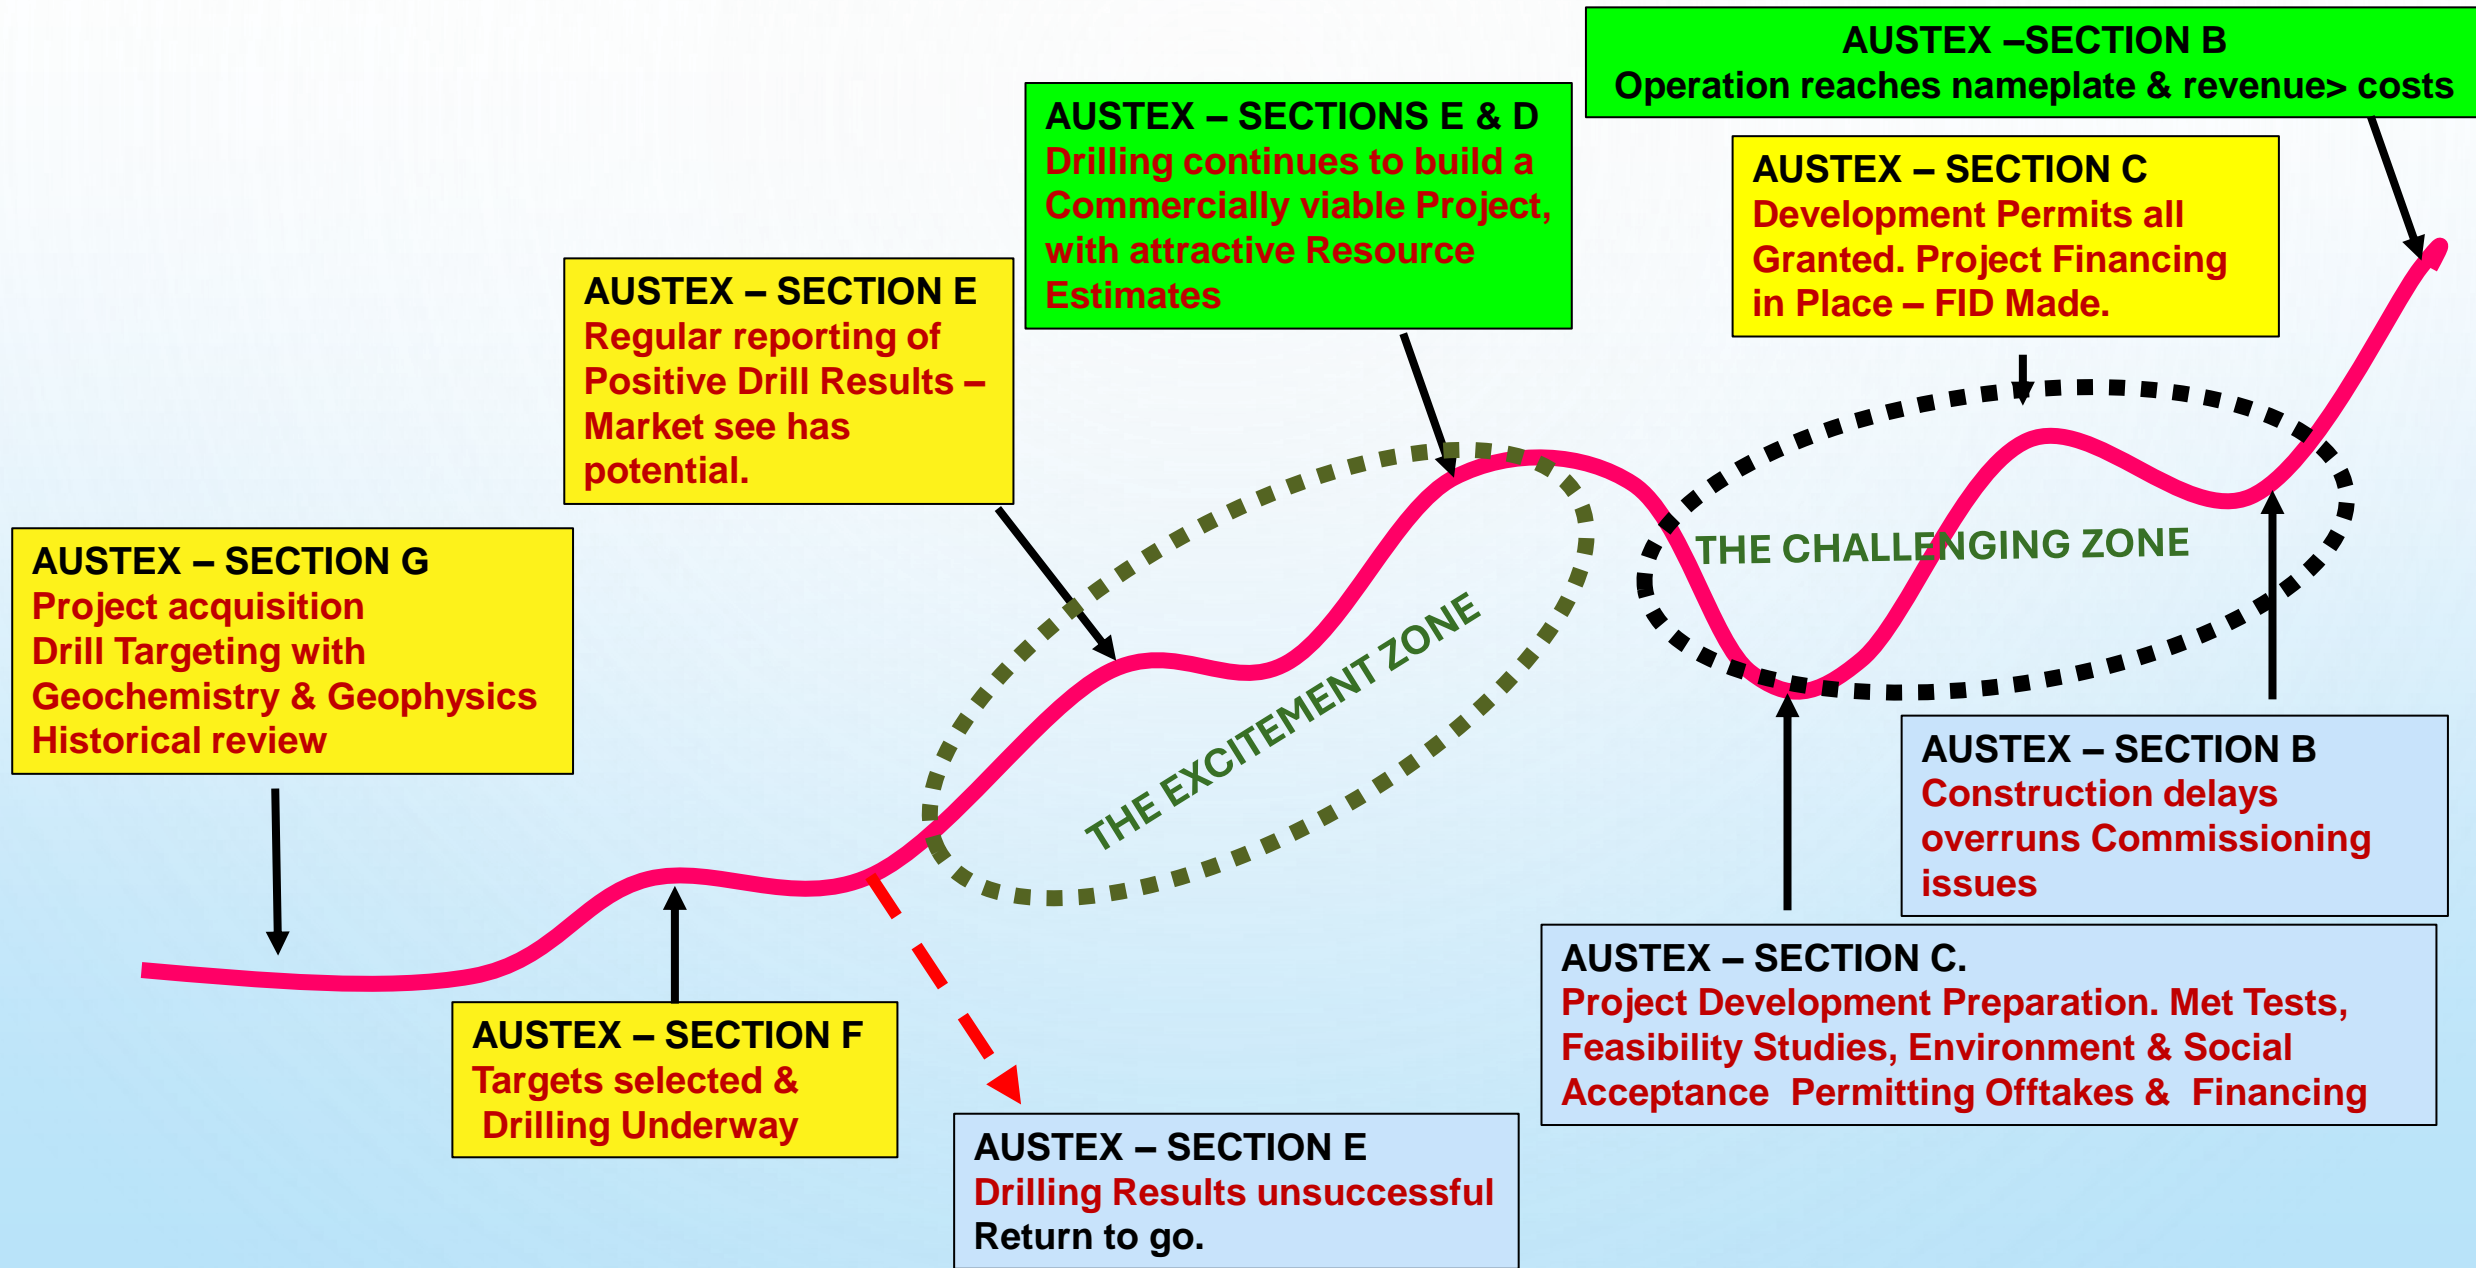 AUSTEX –SECTION B
Operation reaches nameplate & revenue> costs
AUSTEX – SECTIONS E & D
Drilling continues to build a
Commercially viable Project,
with attractive Resource
Estimates
AUSTEX – SECTION C
Development Permits all
Granted. Project Financing
in Place – FID Made.
AUSTEX – SECTION E
Regular reporting of
Positive Drill Results –
Market see has
potential.
AUSTEX – SECTION G
Project acquisition
Drill Targeting with
Geochemistry & Geophysics
Historical review
THE EXCITEMENT ZONE
THE CHALLENGING ZONE
AUSTEX – SECTION B
Construction delays
overruns Commissioning
issues
AUSTEX – SECTION C.
Project Development Preparation. Met Tests,
Feasibility Studies, Environment & Social
Acceptance  Permitting Offtakes &  Financing
AUSTEX – SECTION F
Targets selected &
Drilling Underway
AUSTEX – SECTION E
Drilling Results unsuccessful
Return to go.